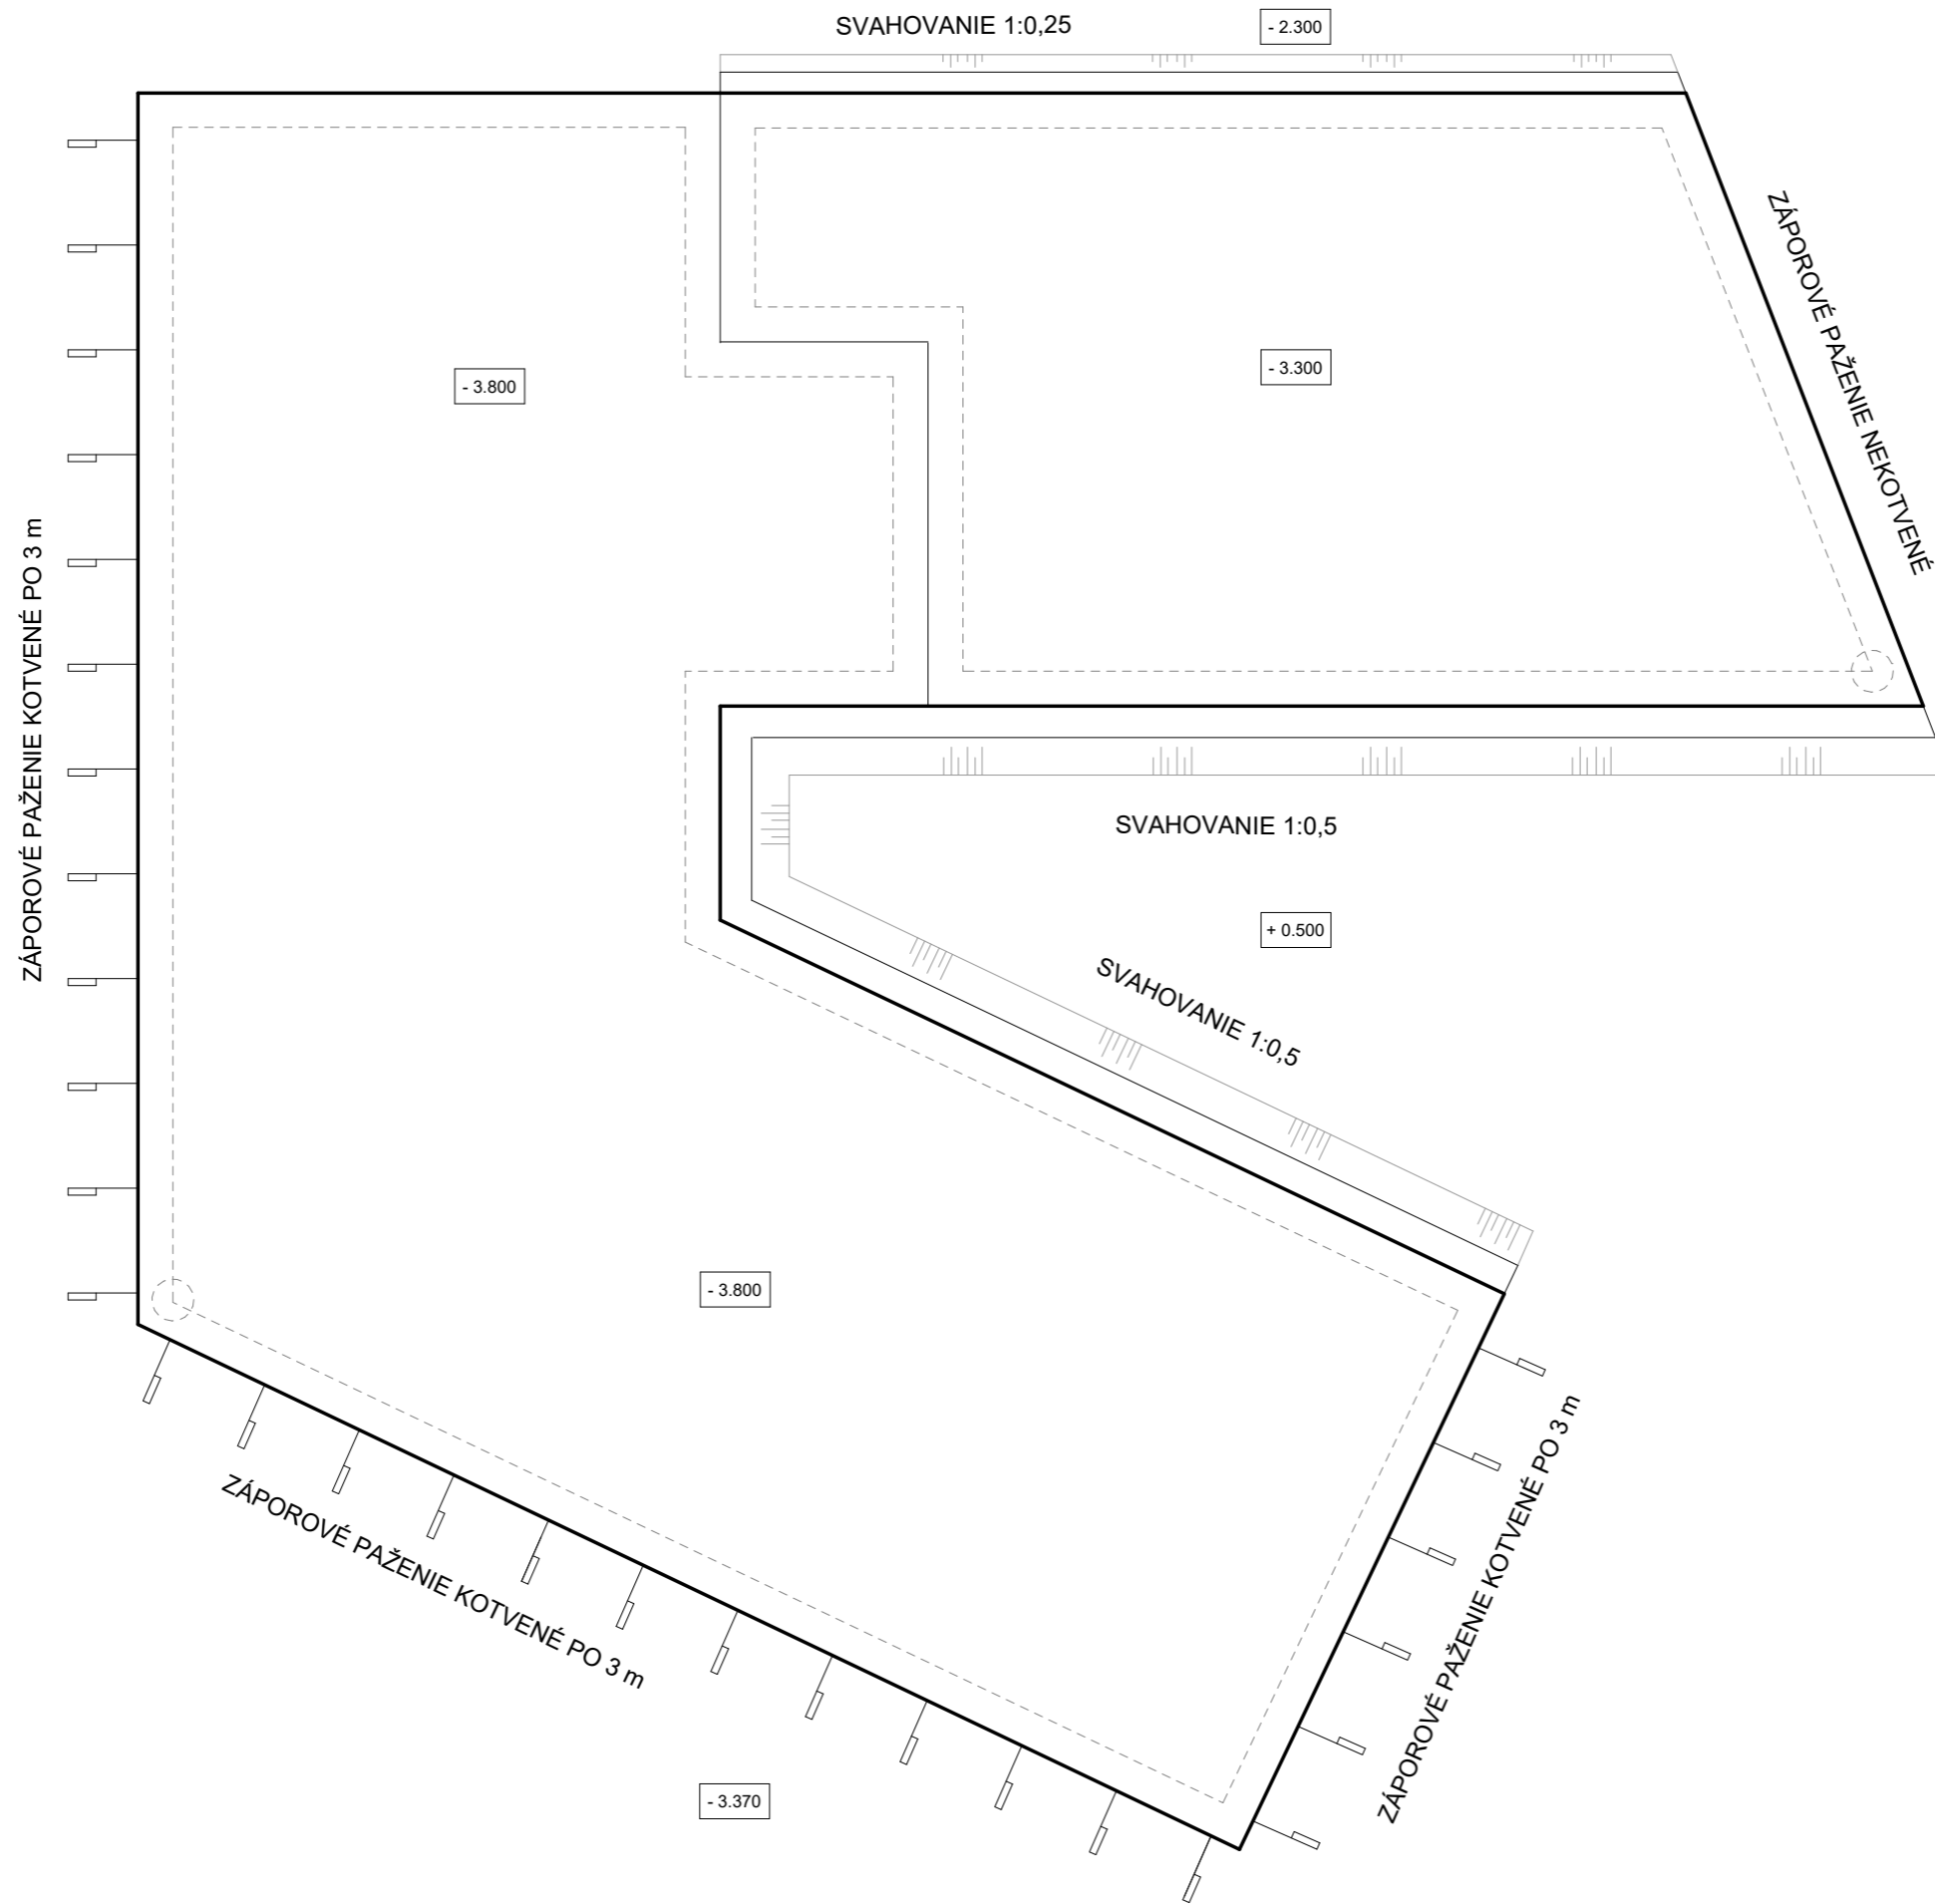 SVAHOVANIE 1:0,25
- 2.300
ZÁPOROVÉ PAŽENIE NEKOTVENÉ
- 3.300
- 3.800
ZÁPOROVÉ PAŽENIE KOTVENÉ PO 3 m
SVAHOVANIE 1:0,5
+ 0.500
SVAHOVANIE 1:0,5
- 3.800
ZÁPOROVÉ PAŽENIE KOTVENÉ PO 3 m
ZÁPOROVÉ PAŽENIE KOTVENÉ PO 3 m
- 3.370